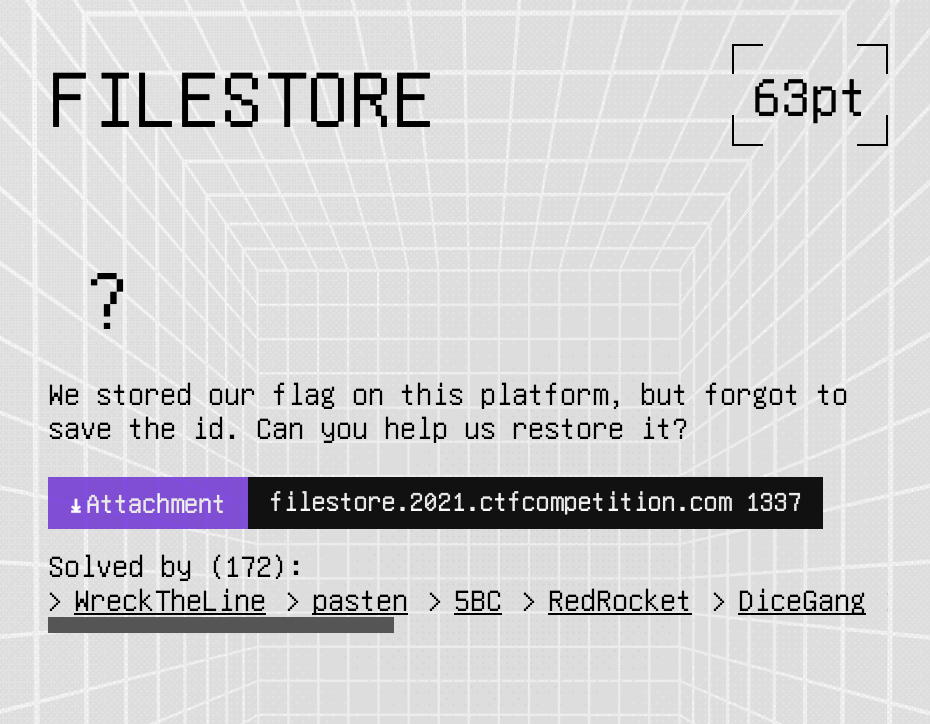 FILESTORE
63pt
?
We stored our flag on this platform, but forgot to
save the id. Can you help us restore it?
Attachment filestore.2021.ctfcompetition.com 1337
Solved by (172):
> WreckTheLine > pasten > 5BC > RedRocket > DiceGang